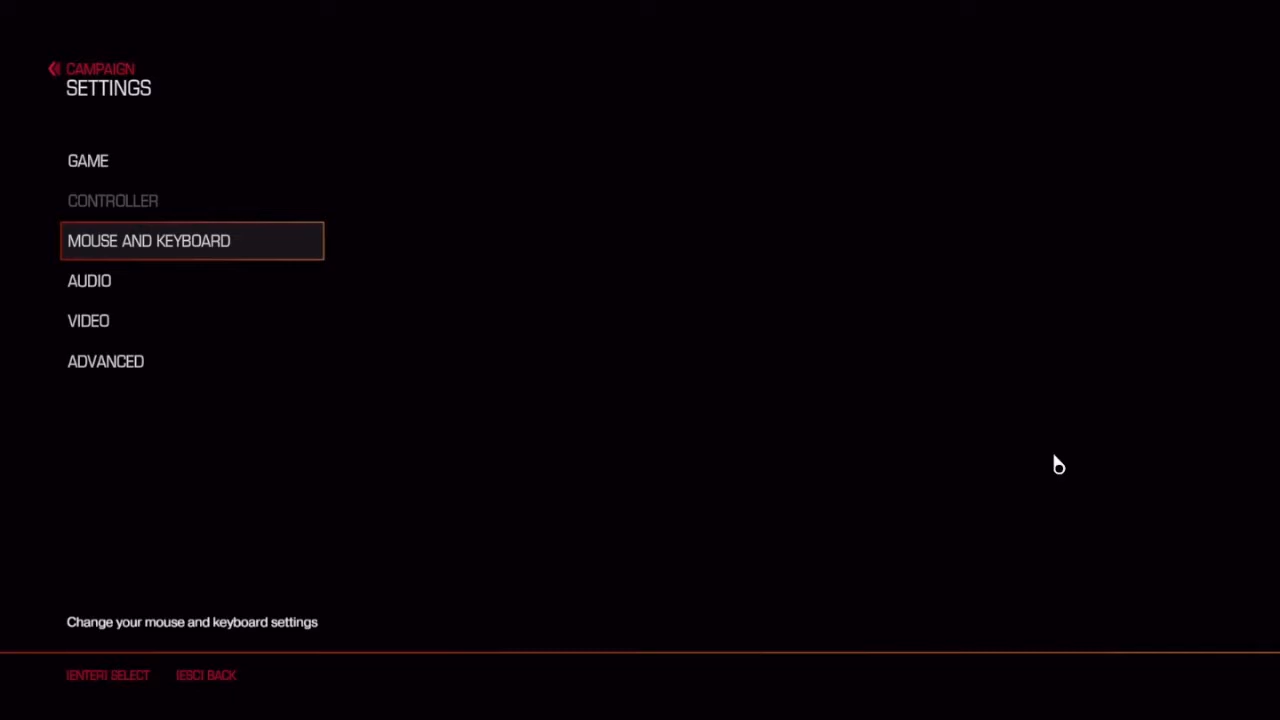 CAMPAIGN
SETTINGS
GAME
CONTROLLER
MOUSE AND KEYBOARD
AUDIO
VIDEO
ADVANCED
Change your mouse and keyboard settings
[ENTER] SELECT [ESC] BACK